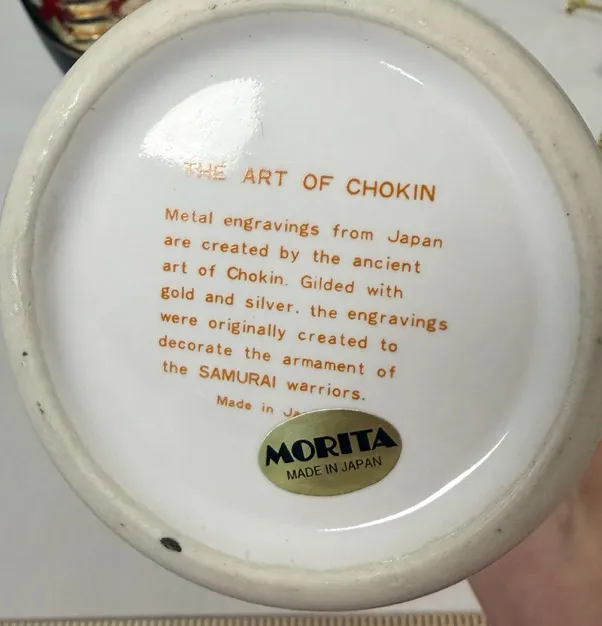 THE ART OF CHOKIN
Metal engravings from Japan
are created by the ancient
art of Chokin. Gilded with
gold and silver. the engravings
were originally created to
decorate the armament of
the SAMURAI warriors.
Made in
MORITA
MADE IN JAPAN